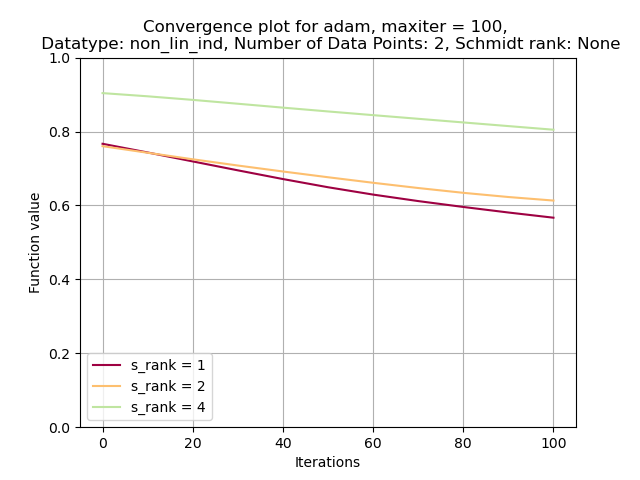 Convergence plot for adam, maxiter = 100,
Datatype: non_lin_ind, Number of Data Points: 2, Schmidt rank: None
1.0
0.8
0.6
0.4
0.2
0.0
Function value
s_rank = 1
s_rank = 2
s_rank = 4
0 20 40 60 80 100
Iterations